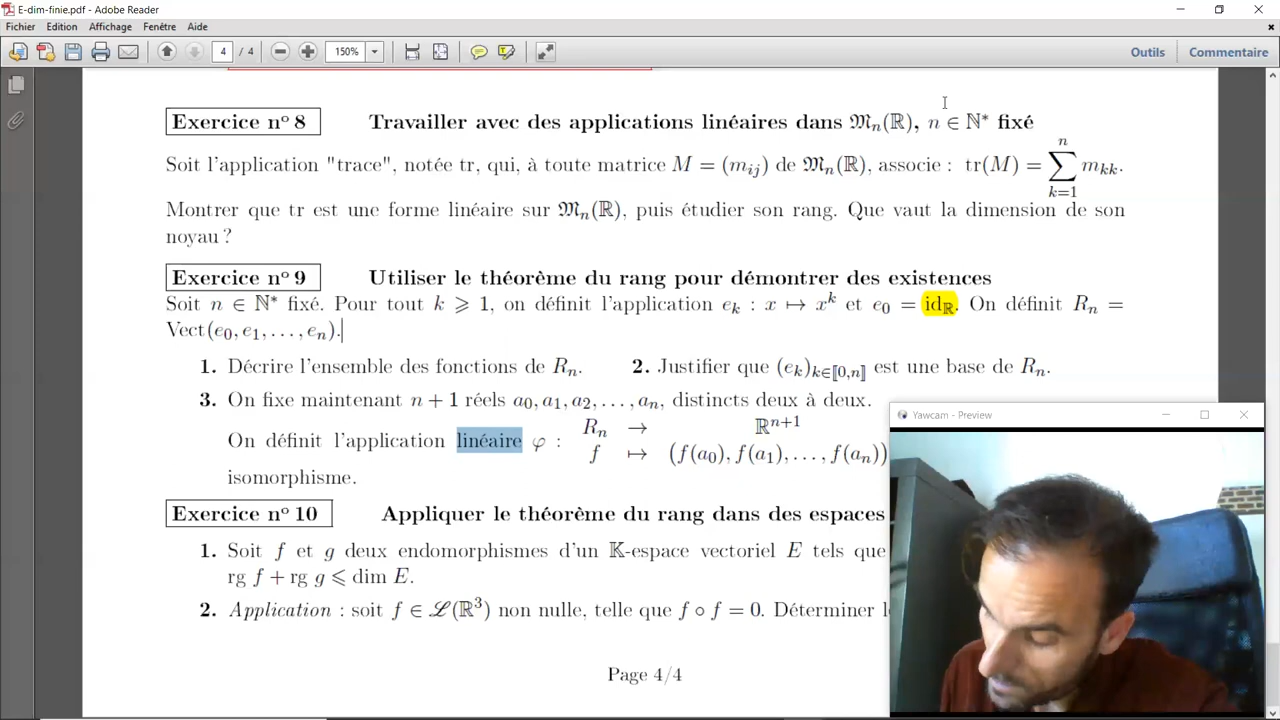 E-dim-finie.pdf - Adobe Reader
Fichier Edition Affichage Fenêtre Aide
4 / 4 150% Outils Commentaire
Exercice nº 8 Travailler avec des applications linéaires dans 𝔐ₙ(ℝ), n ∈ ℕ* fixé
Soit l'application "trace", notée tr, qui, à toute matrice M = (mᵢⱼ) de 𝔐ₙ(ℝ), associe : tr(M) = ∑_{k=1}^{n} m_{kk}.
Montrer que tr est une forme linéaire sur 𝔐ₙ(ℝ), puis étudier son rang. Que vaut la dimension de son
noyau ?
Exercice nº 9 Utiliser le théorème du rang pour démontrer des existences
Soit n ∈ ℕ* fixé. Pour tout k ⩾ 1, on définit l'application eₖ : x ↦ xᵏ et e₀ = id_ℝ. On définit Rₙ =
Vect(e₀, e₁, . . . , eₙ).
1. Décrire l'ensemble des fonctions de Rₙ. 2. Justifier que (eₖ)_{k∈⟦0,n⟧} est une base de Rₙ.
3. On fixe maintenant n + 1 réels a₀, a₁, a₂, . . . , aₙ, distincts deux à deux.
On définit l'application linéaire φ : Rₙ → ℝⁿ⁺¹
f ↦ (f(a₀), f(a₁), . . . , f(aₙ))
isomorphisme.
Exercice nº 10 Appliquer le théorème du rang dans des espaces
1. Soit f et g deux endomorphismes d'un 𝕂-espace vectoriel E tels que
rg f + rg g ⩽ dim E.
2. Application : soit f ∈ ℒ(ℝ³) non nulle, telle que f ∘ f = 0. Déterminer
Page 4/4
Yawcam - Preview